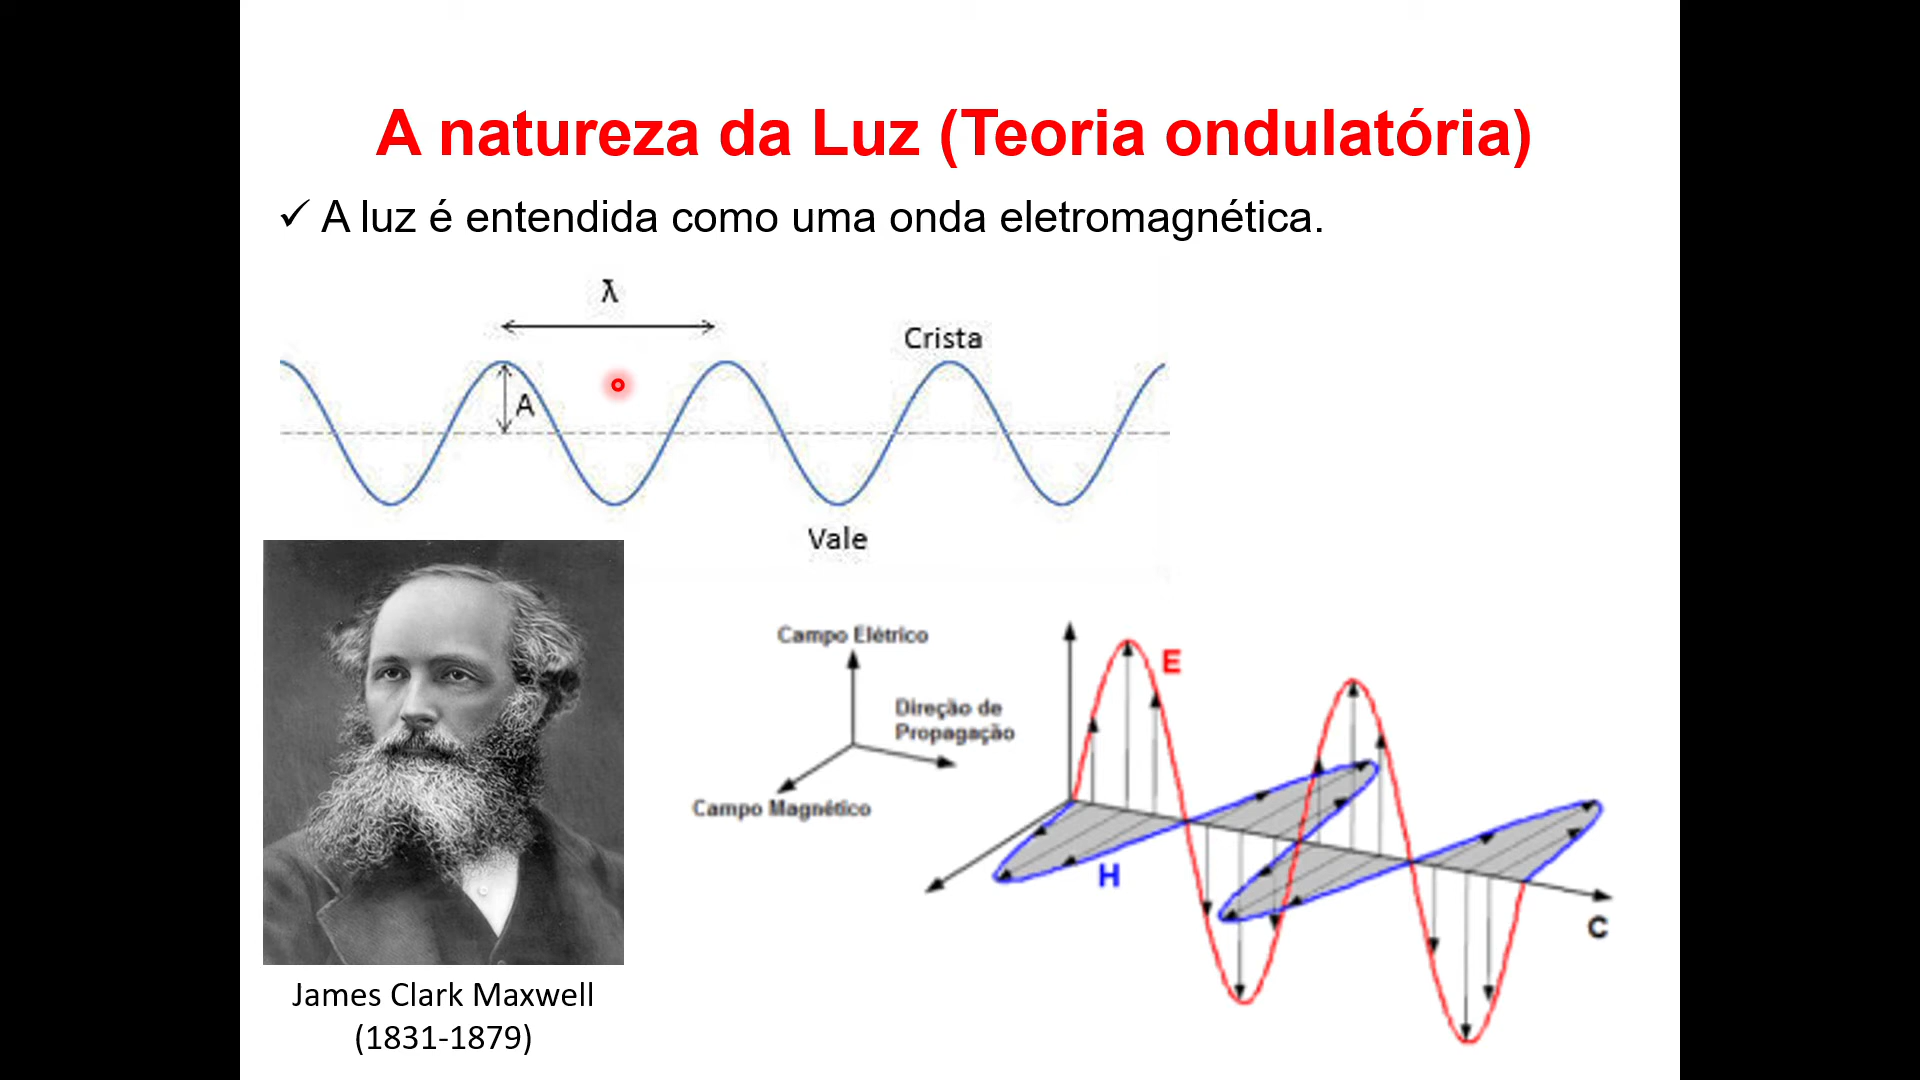 A natureza da Luz (Teoria ondulatória)
✓ A luz é entendida como uma onda eletromagnética.
λ
Crista
A
Vale
Campo Elétrico
E
Direção de
Propagação
Campo Magnético
H
C
James Clark Maxwell
(1831-1879)